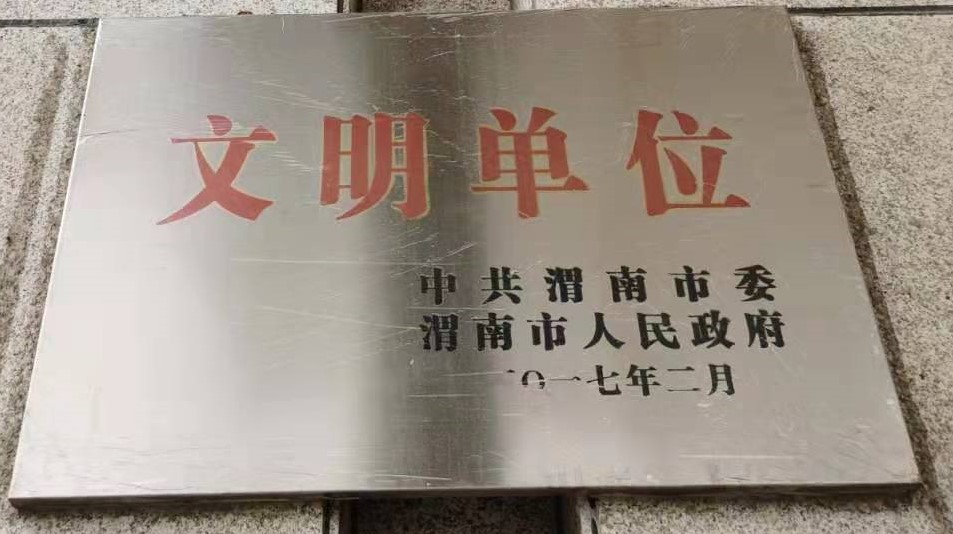 文明单位
中共渭南市委
渭南市人民政府
二〇一七年二月